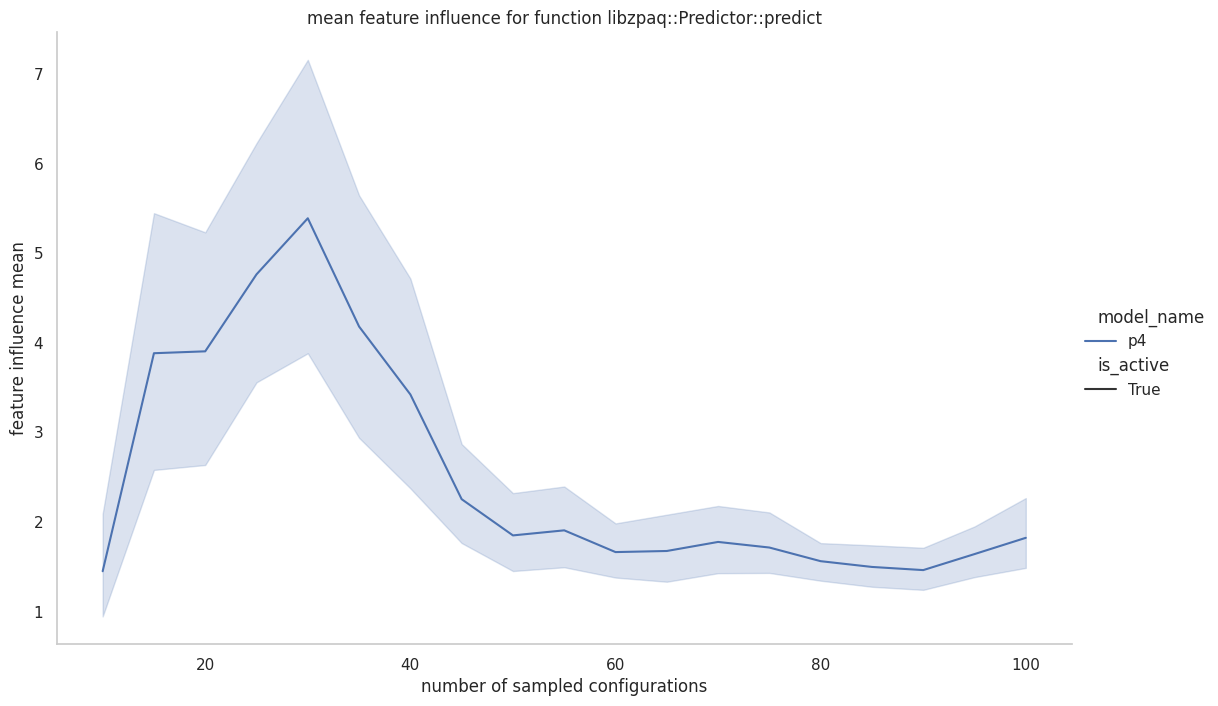 mean feature influence for function libzpaq::Predictor::predict
feature influence mean
7
6
5
4
3
2
1
20 40 60 80 100
number of sampled configurations
model_name
p4
is_active
True